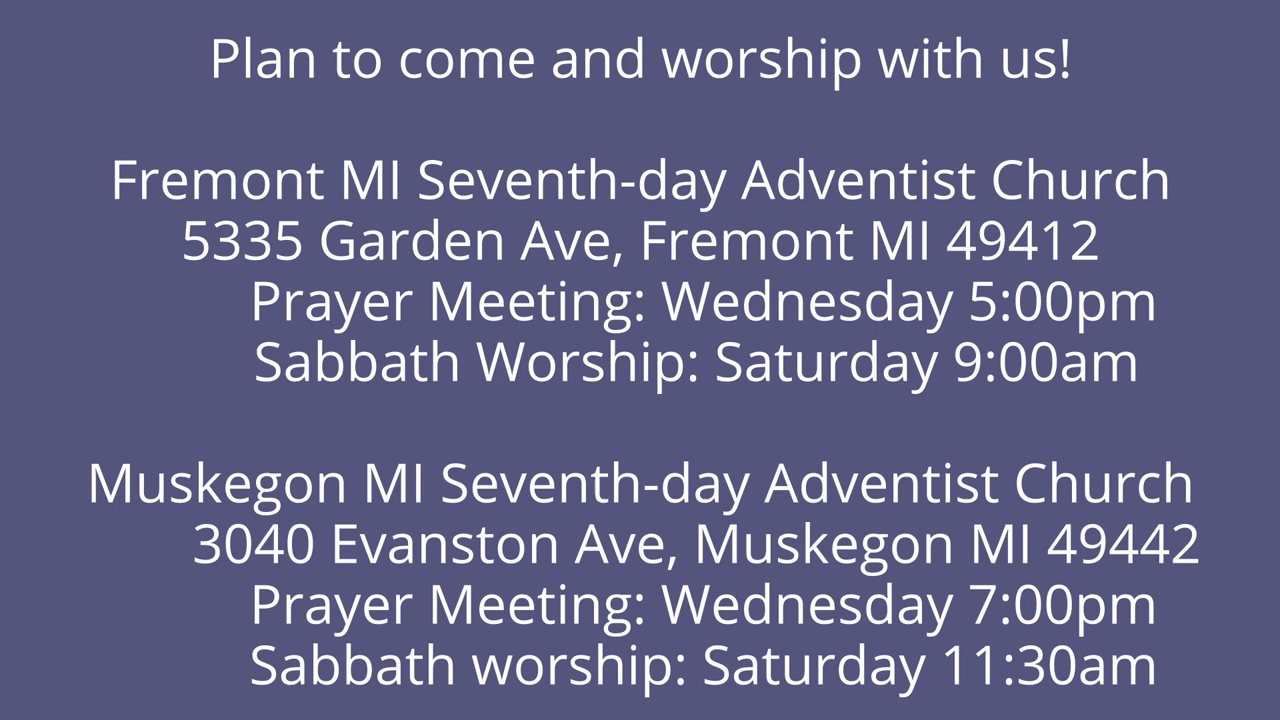 Plan to come and worship with us!
Fremont MI Seventh-day Adventist Church
5335 Garden Ave, Fremont MI 49412
Prayer Meeting: Wednesday 5:00pm
Sabbath Worship: Saturday 9:00am
Muskegon MI Seventh-day Adventist Church
3040 Evanston Ave, Muskegon MI 49442
Prayer Meeting: Wednesday 7:00pm
Sabbath worship: Saturday 11:30am